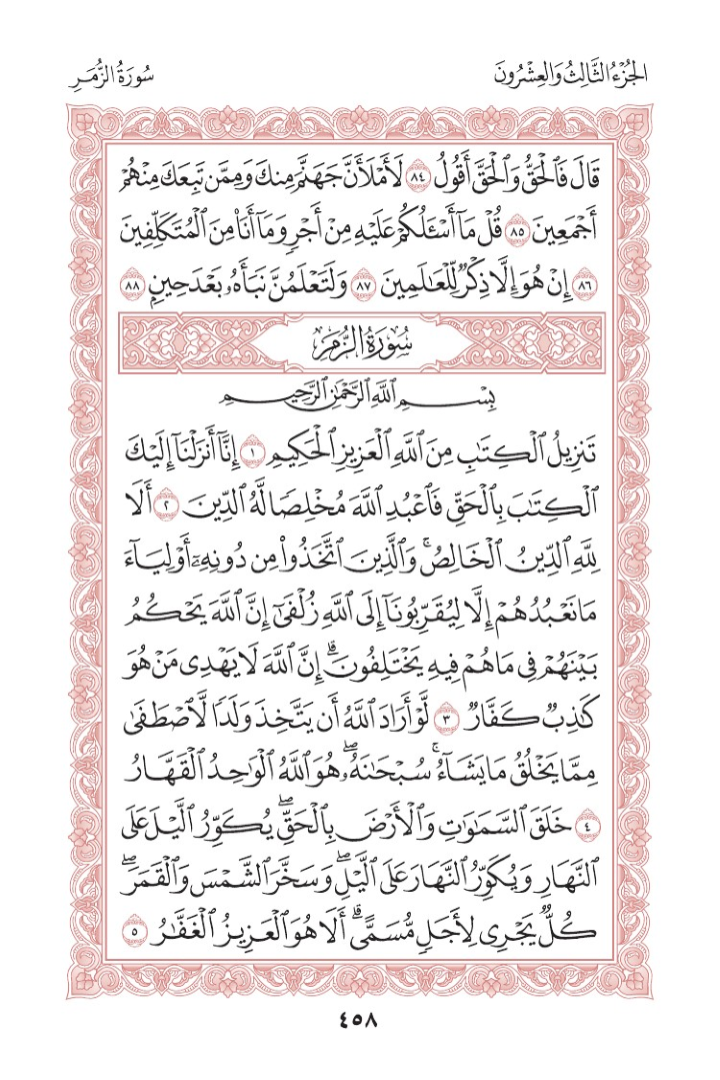 الجُزْءُ الثَّالِثُ وَالعِشْرُونَ
سُورَةُ الزُّمَرِ
قَالَ فَٱلْحَقُّ وَٱلْحَقَّ أَقُولُ ٨٤ لَأَمْلَأَنَّ جَهَنَّمَ مِنكَ وَمِمَّن تَبِعَكَ مِنْهُمْ
أَجْمَعِينَ ٨٥ قُلْ مَآ أَسْـَٔلُكُمْ عَلَيْهِ مِنْ أَجْرٍ وَمَآ أَنَا۠ مِنَ ٱلْمُتَكَلِّفِينَ
٨٦ إِنْ هُوَ إِلَّا ذِكْرٌ لِّلْعَٰلَمِينَ ٨٧ وَلَتَعْلَمُنَّ نَبَأَهُۥ بَعْدَ حِينٍۭ ٨٨
سُورَةُ الزُّمَرِ
بِسْمِ ٱللَّهِ ٱلرَّحْمَٰنِ ٱلرَّحِيمِ
تَنزِيلُ ٱلْكِتَٰبِ مِنَ ٱللَّهِ ٱلْعَزِيزِ ٱلْحَكِيمِ ١ إِنَّآ أَنزَلْنَآ إِلَيْكَ
ٱلْكِتَٰبَ بِٱلْحَقِّ فَٱعْبُدِ ٱللَّهَ مُخْلِصًا لَّهُ ٱلدِّينَ ٢ أَلَا
لِلَّهِ ٱلدِّينُ ٱلْخَالِصُ ۚ وَٱلَّذِينَ ٱتَّخَذُوا۟ مِن دُونِهِۦٓ أَوْلِيَآءَ
مَا نَعْبُدُهُمْ إِلَّا لِيُقَرِّبُونَآ إِلَى ٱللَّهِ زُلْفَىٰٓ إِنَّ ٱللَّهَ يَحْكُمُ
بَيْنَهُمْ فِى مَا هُمْ فِيهِ يَخْتَلِفُونَ ۗ إِنَّ ٱللَّهَ لَا يَهْدِى مَنْ هُوَ
كَٰذِبٌ كَفَّارٌ ٣ لَّوْ أَرَادَ ٱللَّهُ أَن يَتَّخِذَ وَلَدًا لَّٱصْطَفَىٰ
مِمَّا يَخْلُقُ مَا يَشَآءُ ۚ سُبْحَٰنَهُۥ ۖ هُوَ ٱللَّهُ ٱلْوَٰحِدُ ٱلْقَهَّارُ
٤ خَلَقَ ٱلسَّمَٰوَٰتِ وَٱلْأَرْضَ بِٱلْحَقِّ ۖ يُكَوِّرُ ٱلَّيْلَ عَلَى
ٱلنَّهَارِ وَيُكَوِّرُ ٱلنَّهَارَ عَلَى ٱلَّيْلِ ۖ وَسَخَّرَ ٱلشَّمْسَ وَٱلْقَمَرَ ۖ
كُلٌّ يَجْرِى لِأَجَلٍ مُّسَمًّى ۗ أَلَا هُوَ ٱلْعَزِيزُ ٱلْغَفَّٰرُ ٥
٤٥٨